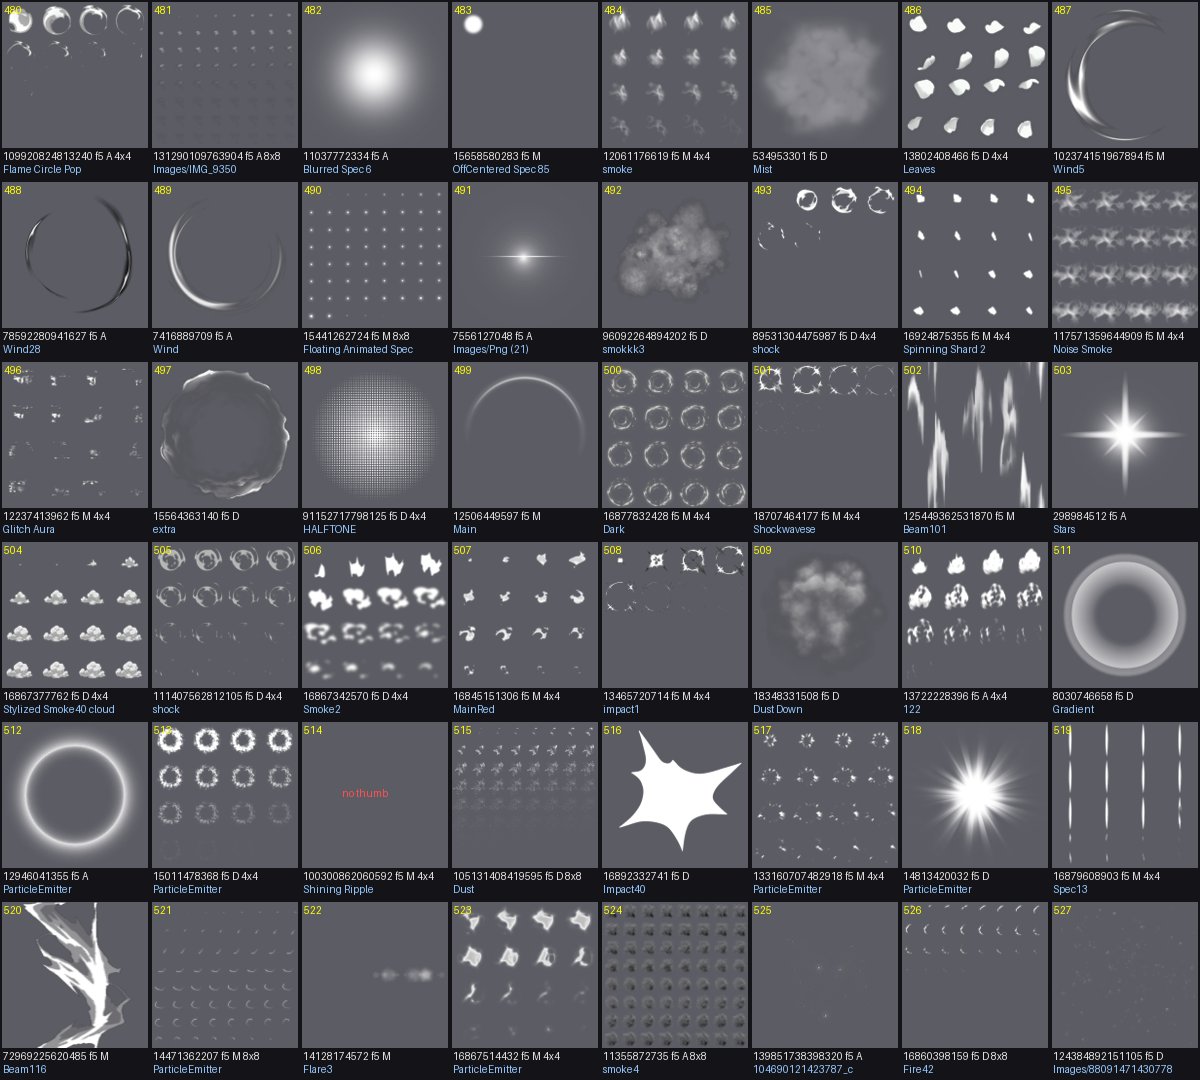 480 481 482 483 484 485 486 487
109920824813240 f5 A 4x4 131290109763904 f5 A 8x8 11037772334 f5 A 15658580283 f5 M 12061176619 f5 M 4x4 534953301 f5 D 13802408466 f5 D 4x4 102374151967894 f5 M
Flame Circle Pop Images/IMG_9350 Blurred Spec 6 OffCentered Spec 85 smoke Mist Leaves Wind5
488 489 490 491 492 493 494 495
78592280941627 f5 A 7416889709 f5 A 15441262724 f5 M 8x8 7556127048 f5 A 96092264894202 f5 D 89531304475987 f5 D 4x4 16924875355 f5 M 4x4 117571359644909 f5 M 4x4
Wind28 Wind Floating Animated Spec Images/Png (21) smokkk3 shock Spinning Shard 2 Noise Smoke
496 497 498 499 500 501 502 503
12237413962 f5 M 4x4 15564363140 f5 D 91152717798125 f5 D 4x4 12506449597 f5 M 16877832428 f5 M 4x4 18707464177 f5 M 4x4 125449362531870 f5 M 298984512 f5 A
Glitch Aura extra HALFTONE Main Dark Shockwavese Beam101 Stars
504 505 506 507 508 509 510 511
16867377762 f5 D 4x4 111407562812105 f5 D 4x4 16867342570 f5 D 4x4 16845151306 f5 M 4x4 13465720714 f5 M 4x4 18348331508 f5 D 13722228396 f5 A 4x4 8030746658 f5 D
Stylized Smoke40 cloud shock Smoke2 MainRed impact1 Dust Down 122 Gradient
512 513 514 515 516 517 518 519
no thumb
12946041355 f5 A 15011478368 f5 D 4x4 100300862060592 f5 M 4x4 105131408419595 f5 D 8x8 16892332741 f5 D 133160707482918 f5 M 4x4 14813420032 f5 D 16879608903 f5 M 4x4
ParticleEmitter ParticleEmitter Shining Ripple Dust Impact40 ParticleEmitter ParticleEmitter Spec13
520 521 522 523 524 525 526 527
72969225620485 f5 M 14471362207 f5 M 8x8 14128174572 f5 M 16867514432 f5 M 4x4 11355872735 f5 A 8x8 139851738398320 f5 A 16860398159 f5 D 8x8 124384892151105 f5 D
Beam116 ParticleEmitter Flare3 ParticleEmitter smoke4 104690121423787_c Fire42 Images/88091471430778